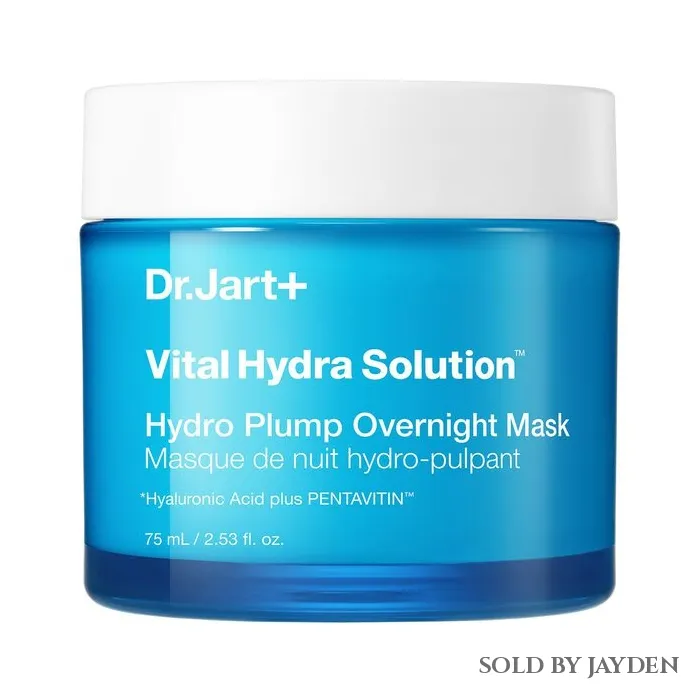 Dr.Jart+
Vital Hydra Solution™
Hydro Plump Overnight Mask
Masque de nuit hydro-pulpant
*Hyaluronic Acid plus PENTAVITIN™
75 mL / 2.53 fl. oz.
SOLD BY JAYDEN